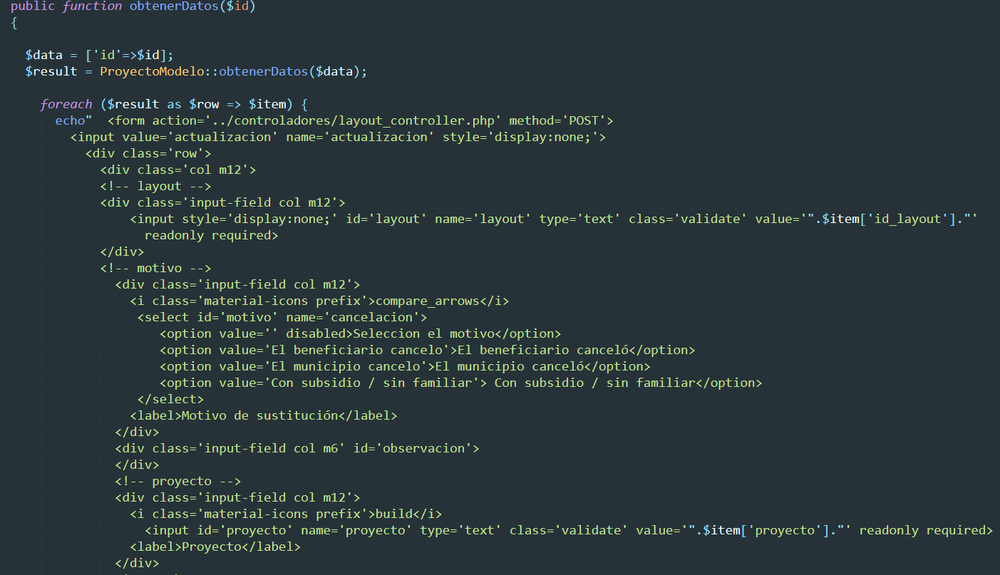 public function obtenerDatos($id)
{
$data = ['id'=>$id];
$result = ProyectoModelo::obtenerDatos($data);
foreach ($result as $row => $item) {
echo"  <form action='../controladores/layout_controller.php' method='POST'>
<input value='actualizacion' name='actualizacion' style='display:none;'>
<div class='row'>
<div class='col m12'>
<!-- layout -->
<div class='input-field col m12'>
<input style='display:none;' id='layout' name='layout' type='text' class='validate' value='".$item['id_layout']."'
readonly required>
</div>
<!-- motivo -->
<div class='input-field col m12'>
<i class='material-icons prefix'>compare_arrows</i>
<select id='motivo' name='cancelacion'>
<option value='' disabled>Seleccion el motivo</option>
<option value='El beneficiario cancelo'>El beneficiario canceló</option>
<option value='El municipio cancelo'>El municipio canceló</option>
<option value='Con subsidio / sin familiar'> Con subsidio / sin familiar</option>
</select>
<label>Motivo de sustitución</label>
</div>
<div class='input-field col m6' id='observacion'>
</div>
<!-- proyecto -->
<div class='input-field col m12'>
<i class='material-icons prefix'>build</i>
<input id='proyecto' name='proyecto' type='text' class='validate' value='".$item['proyecto']."' readonly required>
<label>Proyecto</label>
</div>